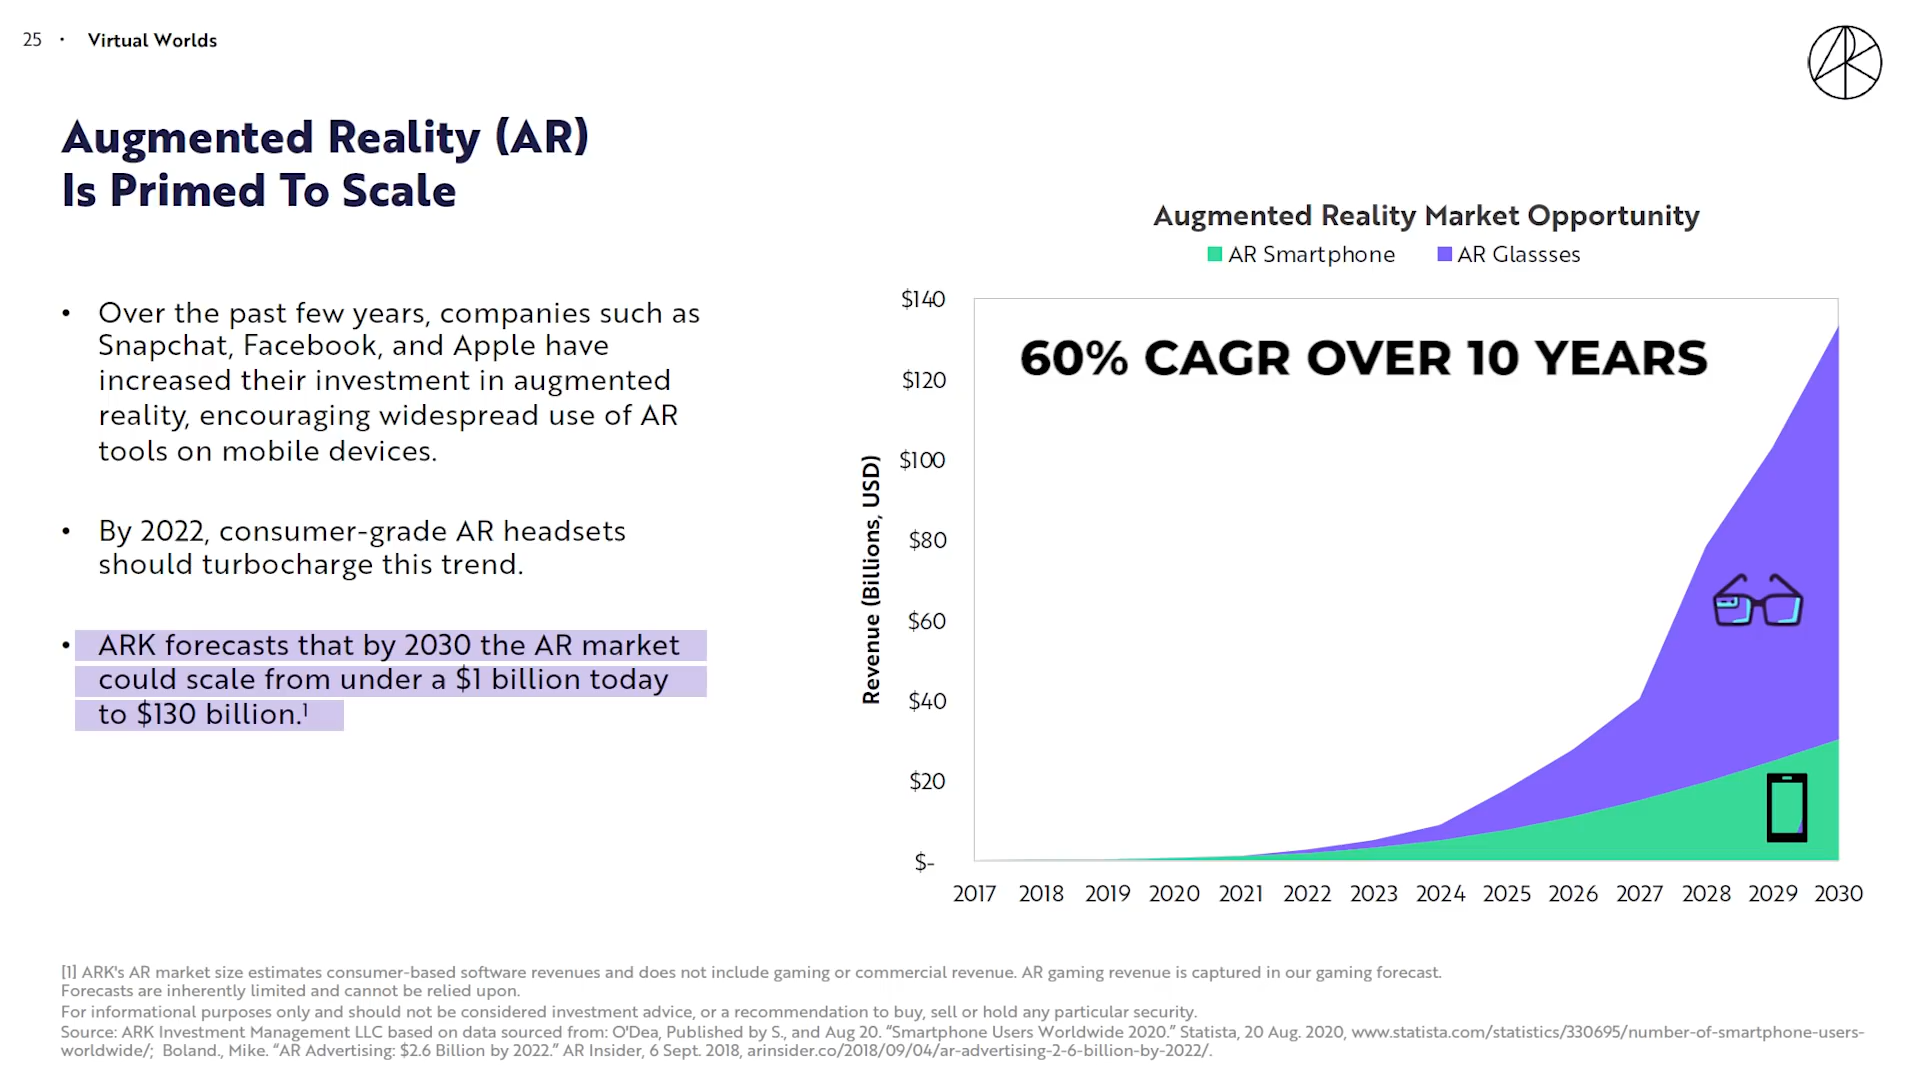 25 · Virtual Worlds
Augmented Reality (AR)
Is Primed To Scale
• Over the past few years, companies such as
Snapchat, Facebook, and Apple have
increased their investment in augmented
reality, encouraging widespread use of AR
tools on mobile devices.
• By 2022, consumer-grade AR headsets
should turbocharge this trend.
• ARK forecasts that by 2030 the AR market
could scale from under a $1 billion today
to $130 billion.¹
Augmented Reality Market Opportunity
AR Smartphone AR Glassses
60% CAGR OVER 10 YEARS
Revenue (Billions, USD)
$140
$120
$100
$80
$60
$40
$20
$-
2017 2018 2019 2020 2021 2022 2023 2024 2025 2026 2027 2028 2029 2030
[1] ARK's AR market size estimates consumer-based software revenues and does not include gaming or commercial revenue. AR gaming revenue is captured in our gaming forecast.
Forecasts are inherently limited and cannot be relied upon.
For informational purposes only and should not be considered investment advice, or a recommendation to buy, sell or hold any particular security.
Source: ARK Investment Management LLC based on data sourced from: O'Dea, Published by S., and Aug 20. “Smartphone Users Worldwide 2020.” Statista, 20 Aug. 2020, www.statista.com/statistics/330695/number-of-smartphone-users-
worldwide/; Boland., Mike. “AR Advertising: $2.6 Billion by 2022.” AR Insider, 6 Sept. 2018, arinsider.co/2018/09/04/ar-advertising-2-6-billion-by-2022/.